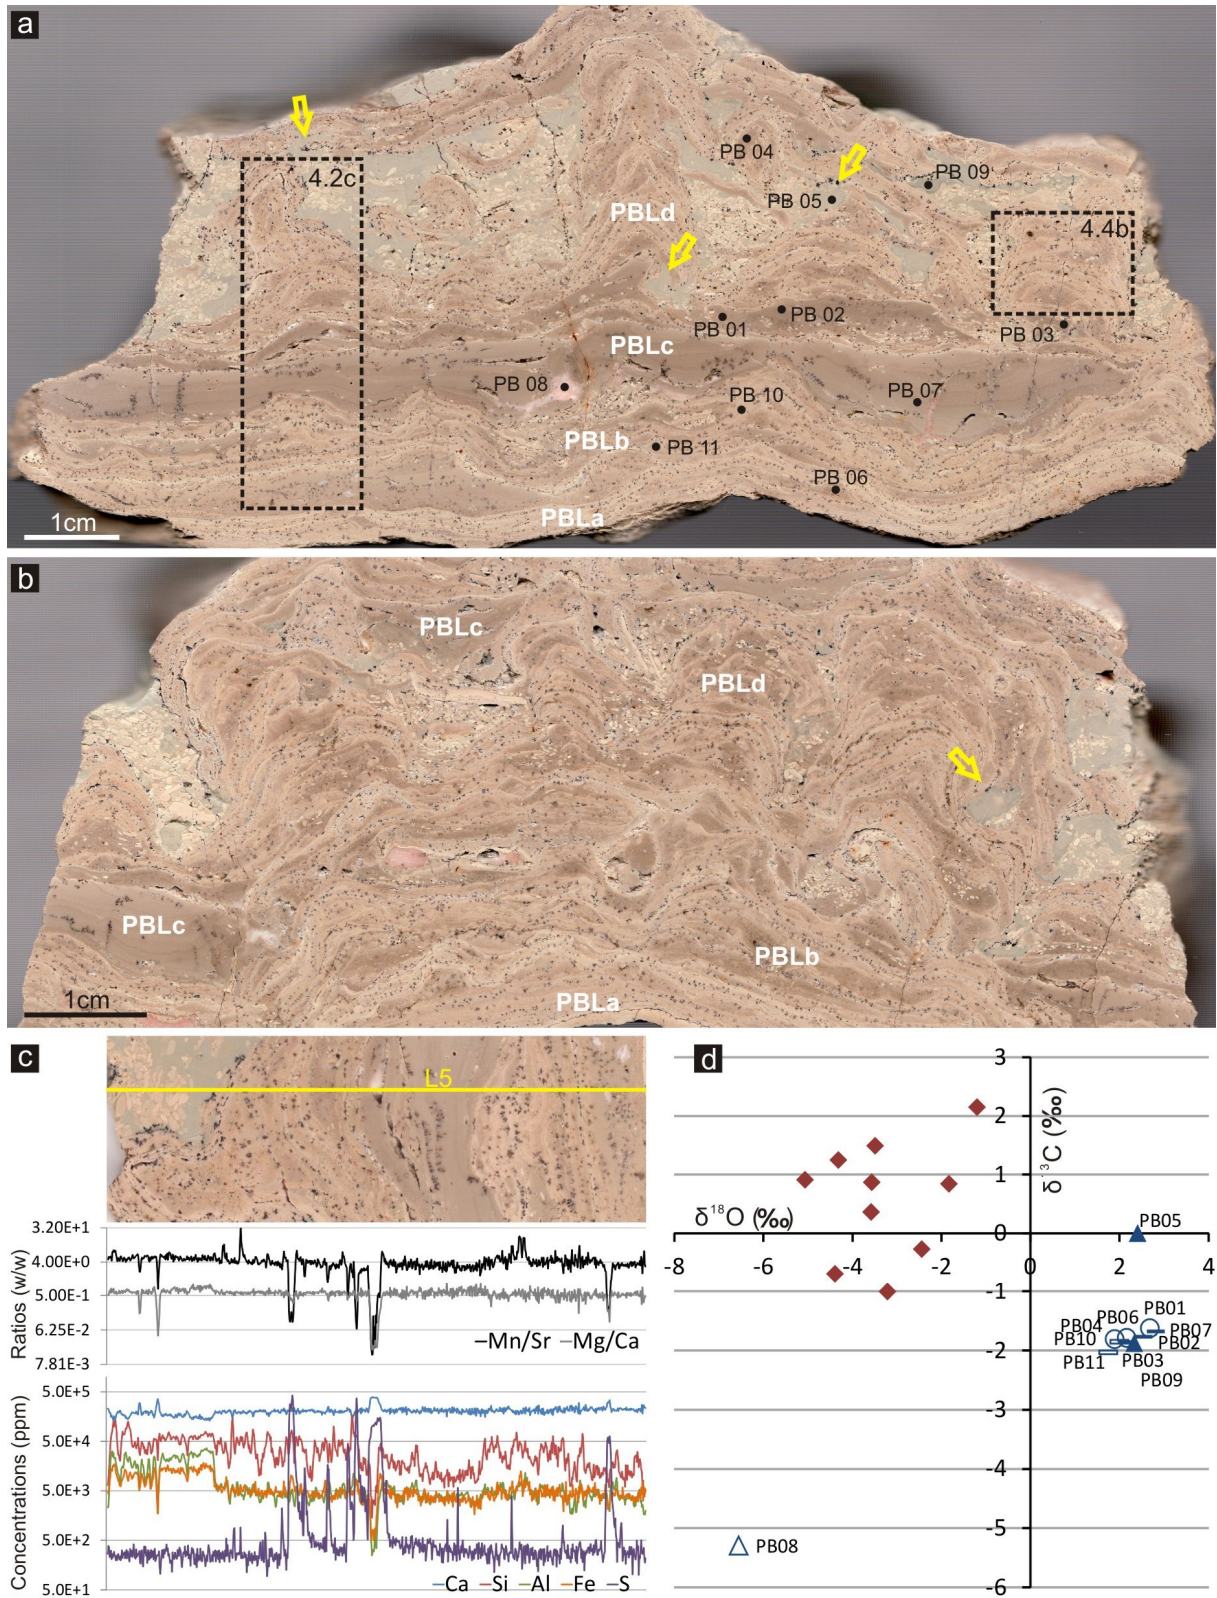 a
4.2c
PB 04
PB 09
PB 05
PBLd
4.4b
PB 01
PB 02
PB 03
PBLc
PB 08
PB 07
PB 10
PBLb
PB 11
PB 06
PBLa
1cm
b
PBLc
PBLd
PBLc
PBLb
PBLa
1cm
c
L5
Ratios (w/w)
3.20E+1
4.00E+0
5.00E-1
6.25E-2
7.81E-3
Mn/Sr Mg/Ca
Concentrations (ppm)
5.0E+5
5.0E+4
5.0E+3
5.0E+2
5.0E+1
Ca Si Al Fe S
d
δ13C (‰)
3
2
1
0
-1
-2
-3
-4
-5
-6
δ18O (‰)
-8 -6 -4 -2 0 2 4
PB05
PB01
PB06
PB04
PB07
PB10
PB02
PB11
PB03
PB09
PB08